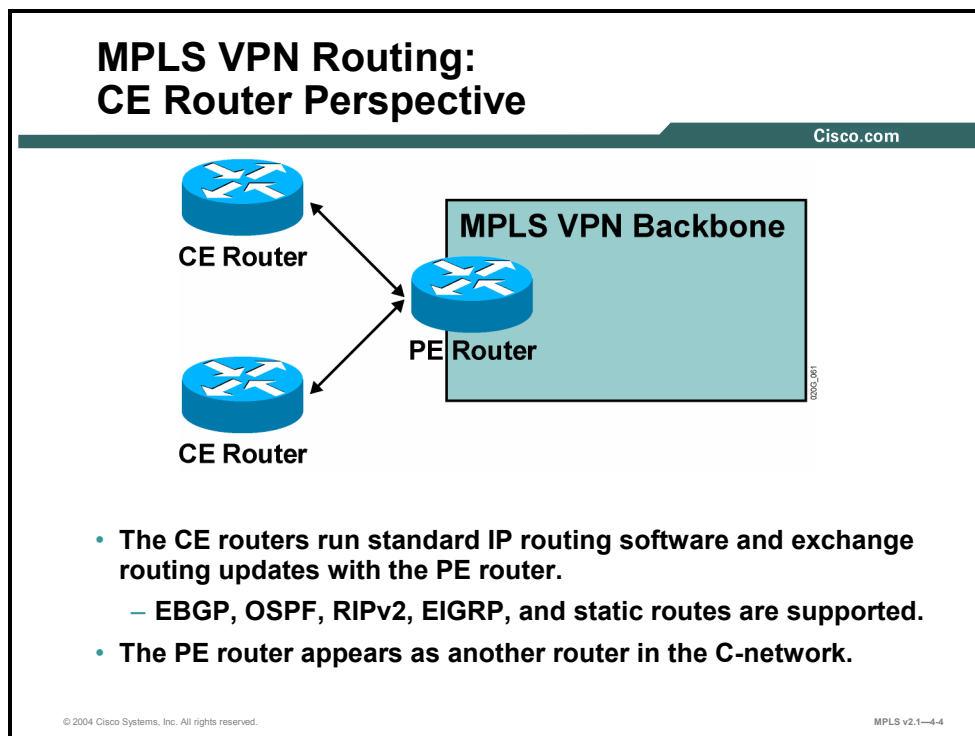 MPLS VPN Routing:
CE Router Perspective
Cisco.com
CE Router
MPLS VPN Backbone
PE Router
CE Router
020G_061
• The CE routers run standard IP routing software and exchange
routing updates with the PE router.
– EBGP, OSPF, RIPv2, EIGRP, and static routes are supported.
• The PE router appears as another router in the C-network.
© 2004 Cisco Systems, Inc. All rights reserved.
MPLS v2.1—4-4